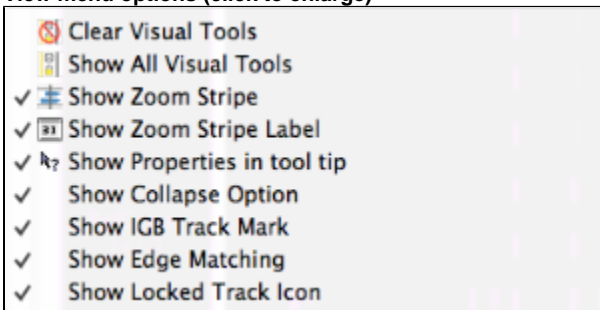 View menu options (click to enlarge)
Clear Visual Tools
Show All Visual Tools
Show Zoom Stripe
Show Zoom Stripe Label
Show Properties in tool tip
Show Collapse Option
Show IGB Track Mark
Show Edge Matching
Show Locked Track Icon